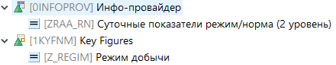 [0INFOPROV] Инфо-провайдер
[ZRAA_RN] Суточные показатели режим/норма (2 уровень)
[1KYFNM] Key Figures
[Z_REGIM] Режим добычи